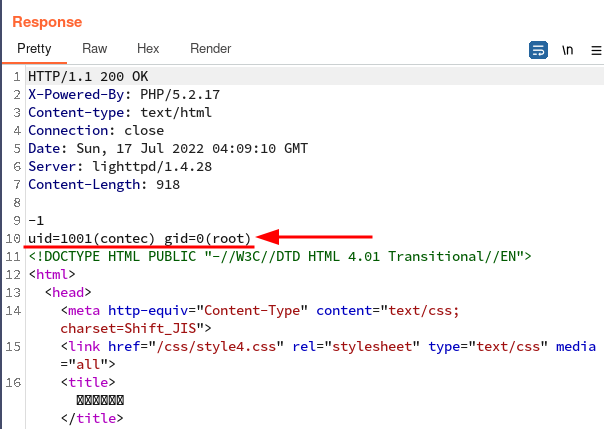 Response
Pretty Raw Hex Render \n
1 HTTP/1.1 200 OK
2 X-Powered-By: PHP/5.2.17
3 Content-type: text/html
4 Connection: close
5 Date: Sun, 17 Jul 2022 04:09:10 GMT
6 Server: lighttpd/1.4.28
7 Content-Length: 918
8
9 -1
10 uid=1001(contec) gid=0(root)
11 <!DOCTYPE HTML PUBLIC "-//W3C//DTD HTML 4.01 Transitional//EN">
12 <html>
13 <head>
14 <meta http-equiv="Content-Type" content="text/css;
charset=Shift_JIS">
15 <link href="/css/style4.css" rel="stylesheet" type="text/css" media
="all">
16 <title>
□□□□□□
</title>